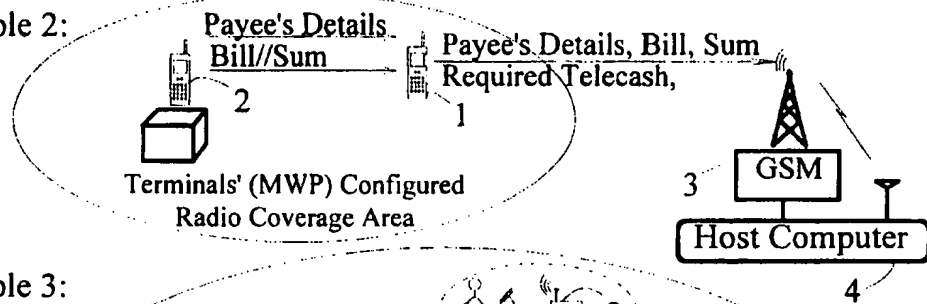 ple 2:
Payee's Details
Bill//Sum
Payee's Details, Bill, Sum
Required Telecash,
2
1
Terminals' (MWP) Configured
Radio Coverage Area
3
GSM
Host Computer
4
ple 3: